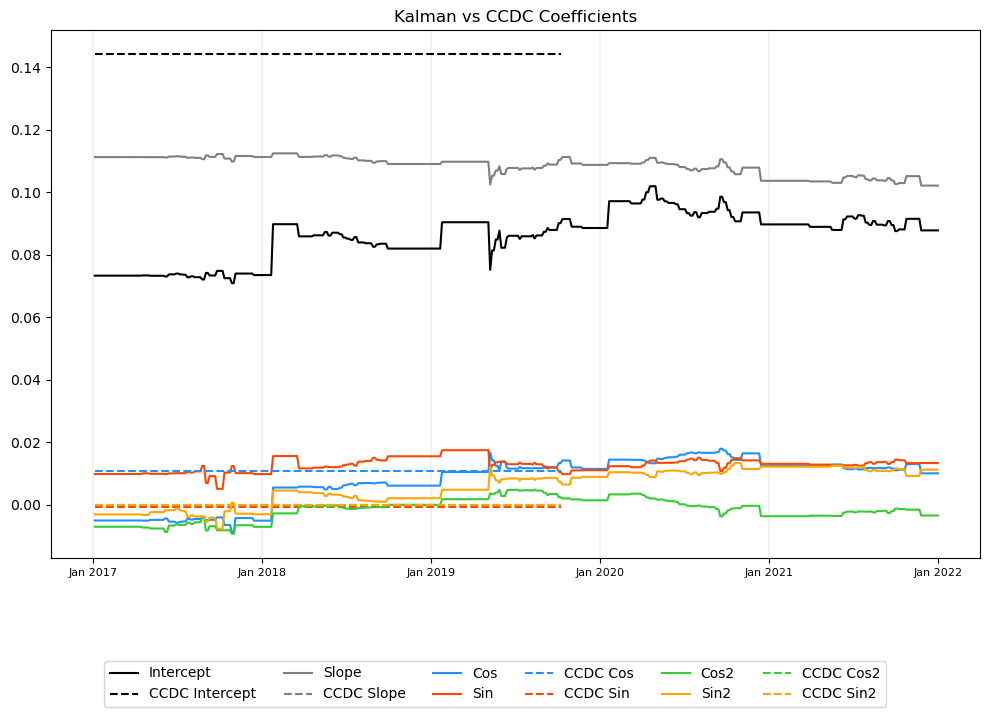 Kalman vs CCDC Coefficients
0.14
0.12
0.10
0.08
0.06
0.04
0.02
0.00
Jan 2017 Jan 2018 Jan 2019 Jan 2020 Jan 2021 Jan 2022
Intercept Slope Cos CCDC Cos Cos2 CCDC Cos2
CCDC Intercept CCDC Slope Sin CCDC Sin Sin2 CCDC Sin2